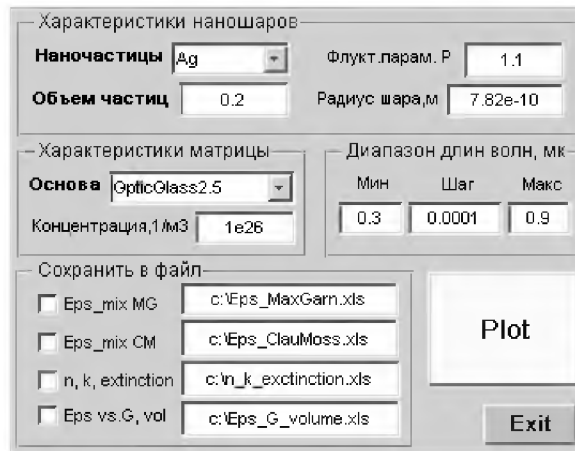 Характеристики наношаров
Наночастицы Ag Флукт.парам. P 1.1
Объем частиц 0.2 Радиус шара,м 7.82e-10
Характеристики матрицы Диапазон длин волн, мк
Основа OpticGlass2.5 Мин Шаг Макс
Концентрация,1/м3 1e26 0.3 0.0001 0.9
Сохранить в файл
Eps_mix MG c:\Eps_MaxGarn.xls
Eps_mix CM c:\Eps_ClauMoss.xls
n, k, extinction c:\n_k_exctinction.xls
Eps vs.G, vol c:\Eps_G_volume.xls
Plot
Exit